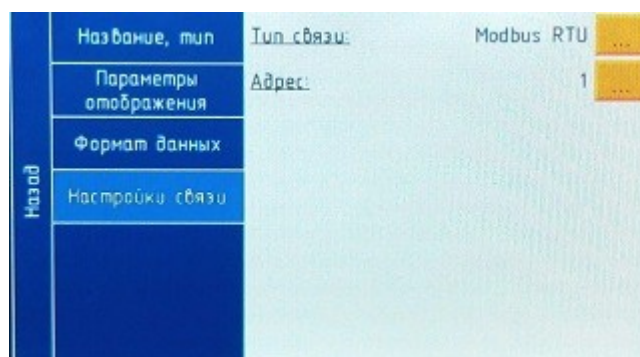 Назад
Название, тип
Параметры
отображения
Формат данных
Настройки связи
Тип связи: Modbus RTU ...
Адрес: 1 ...